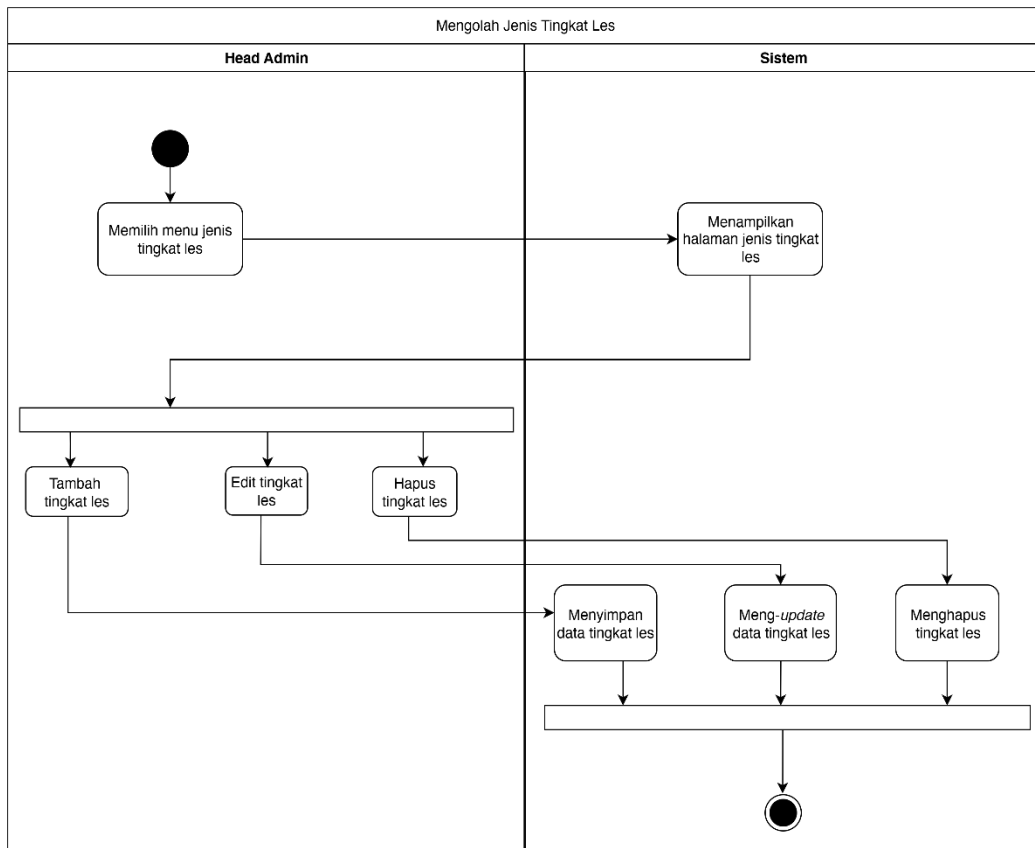 Mengolah Jenis Tingkat Les
Head Admin
Sistem
Memilih menu jenis
tingkat les
Menampilkan
halaman jenis tingkat
les
Tambah
tingkat les
Edit tingkat
les
Hapus
tingkat les
Menyimpan
data tingkat les
Meng-update
data tingkat les
Menghapus
tingkat les